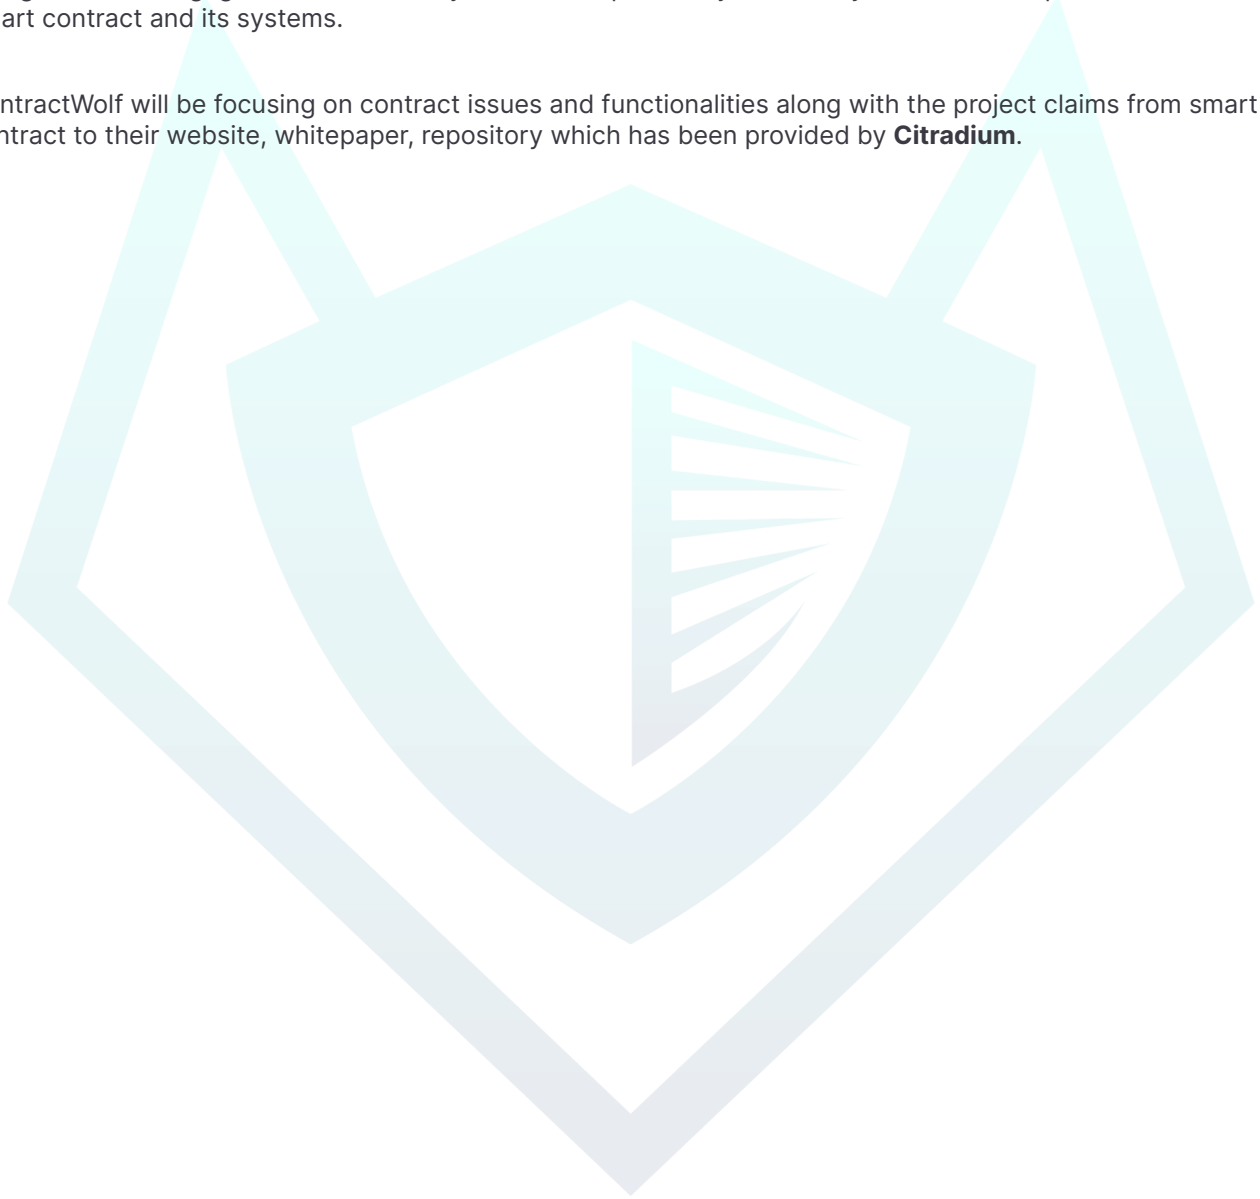 art contract and its systems.
ntractWolf will be focusing on contract issues and functionalities along with the project claims from smart
ntract to their website, whitepaper, repository which has been provided by Citradium.